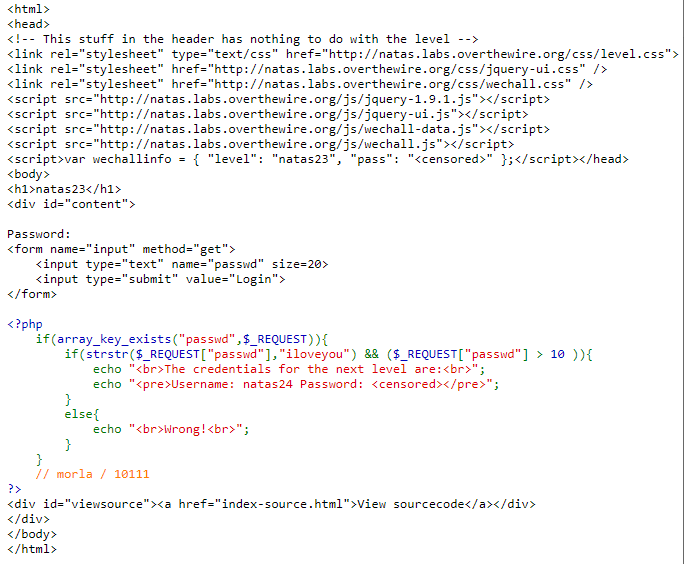 <html>
<head>
<!-- This stuff in the header has nothing to do with the level -->
<link rel="stylesheet" type="text/css" href="http://natas.labs.overthewire.org/css/level.css">
<link rel="stylesheet" href="http://natas.labs.overthewire.org/css/jquery-ui.css" />
<link rel="stylesheet" href="http://natas.labs.overthewire.org/css/wechall.css" />
<script src="http://natas.labs.overthewire.org/js/jquery-1.9.1.js"></script>
<script src="http://natas.labs.overthewire.org/js/jquery-ui.js"></script>
<script src="http://natas.labs.overthewire.org/js/wechall-data.js"></script>
<script src="http://natas.labs.overthewire.org/js/wechall.js"></script>
<script>var wechallinfo = { "level": "natas23", "pass": "<censored>" };</script></head>
<body>
<h1>natas23</h1>
<div id="content">

Password:
<form name="input" method="get">
    <input type="text" name="passwd" size=20>
    <input type="submit" value="Login">
</form>

<?php
    if(array_key_exists("passwd",$_REQUEST)){
        if(strstr($_REQUEST["passwd"],"iloveyou") && ($_REQUEST["passwd"] > 10 )){
            echo "<br>The credentials for the next level are:<br>";
            echo "<pre>Username: natas24 Password: <censored></pre>";
        }
        else{
            echo "<br>Wrong!<br>";
        }
    }
    // morla / 10111
?>
<div id="viewsource"><a href="index-source.html">View sourcecode</a></div>
</div>
</body>
</html>